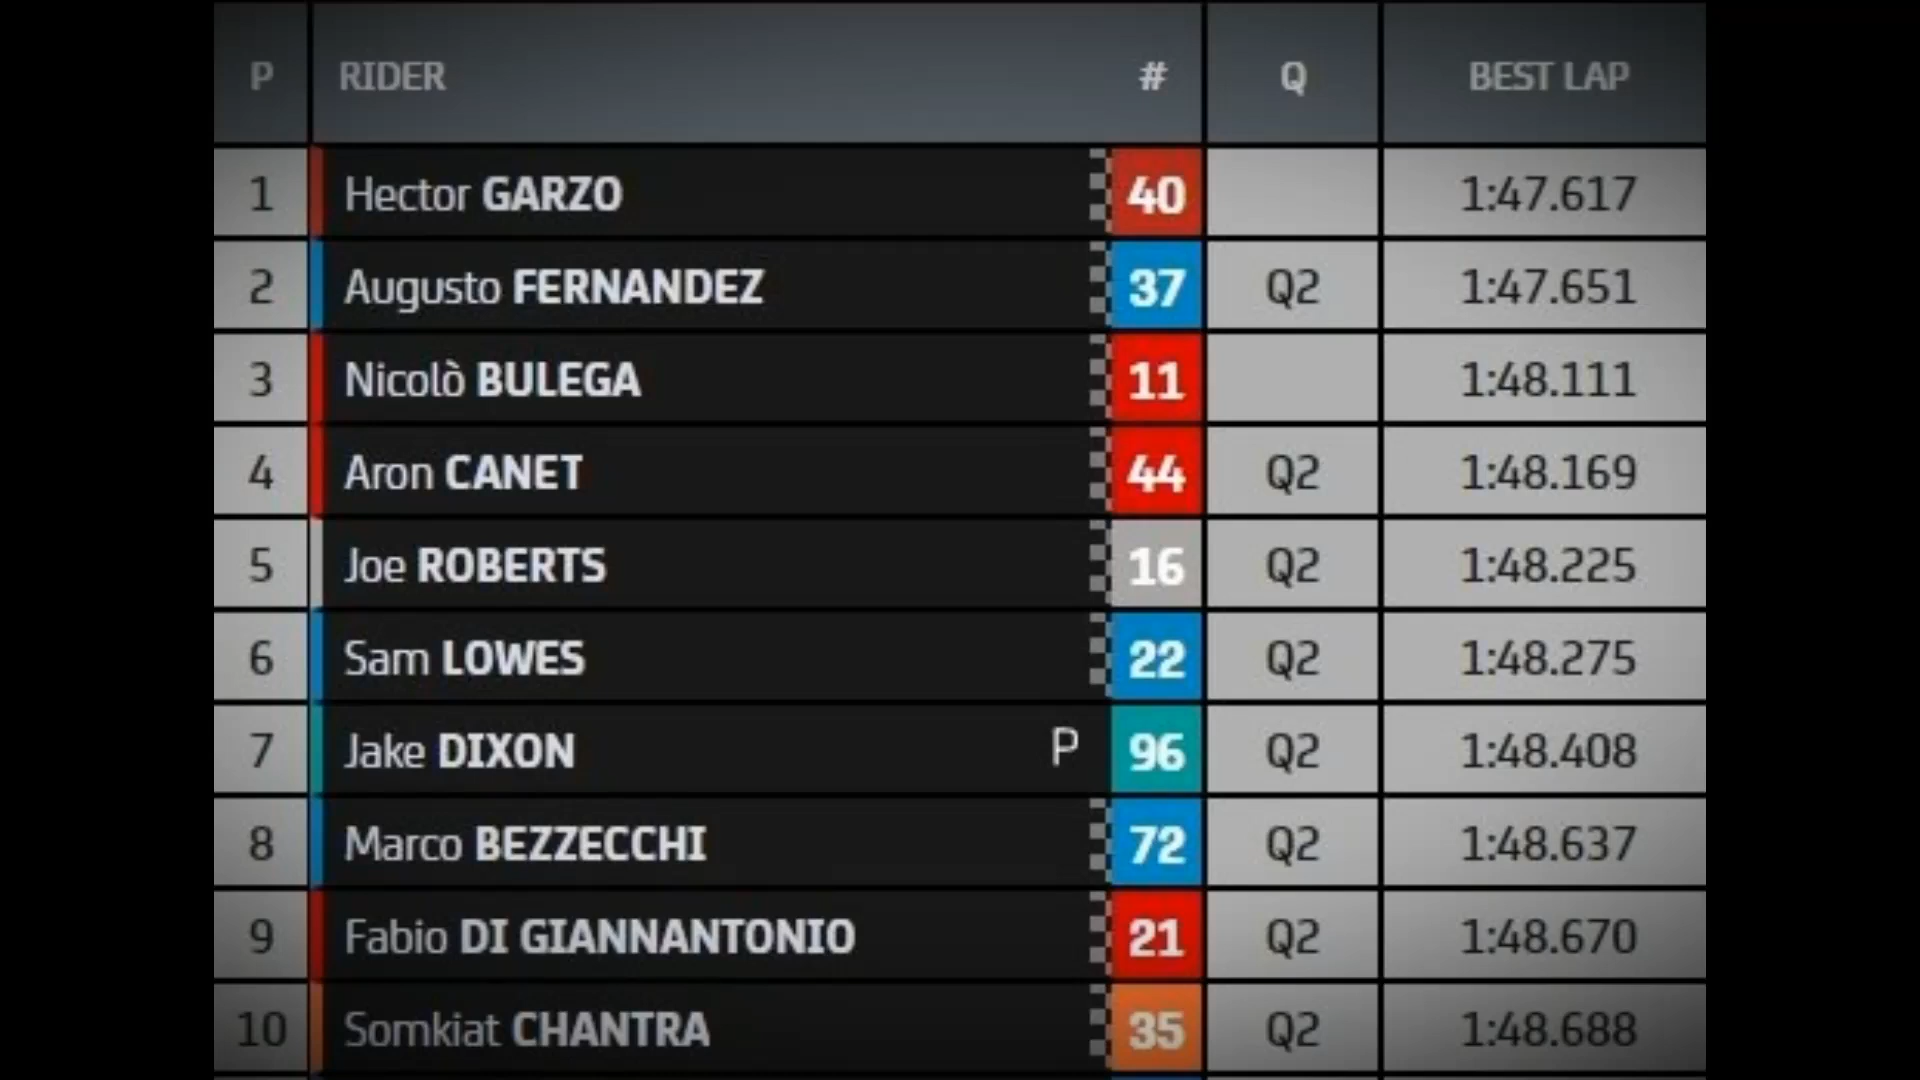 P RIDER # Q BEST LAP
1 Hector GARZO 40 1:47.617
2 Augusto FERNANDEZ 37 Q2 1:47.651
3 Nicolò BULEGA 11 1:48.111
4 Aron CANET 44 Q2 1:48.169
5 Joe ROBERTS 16 Q2 1:48.225
6 Sam LOWES 22 Q2 1:48.275
7 Jake DIXON P 96 Q2 1:48.408
8 Marco BEZZECCHI 72 Q2 1:48.637
9 Fabio DI GIANNANTONIO 21 Q2 1:48.670
10 Somkiat CHANTRA 35 Q2 1:48.688